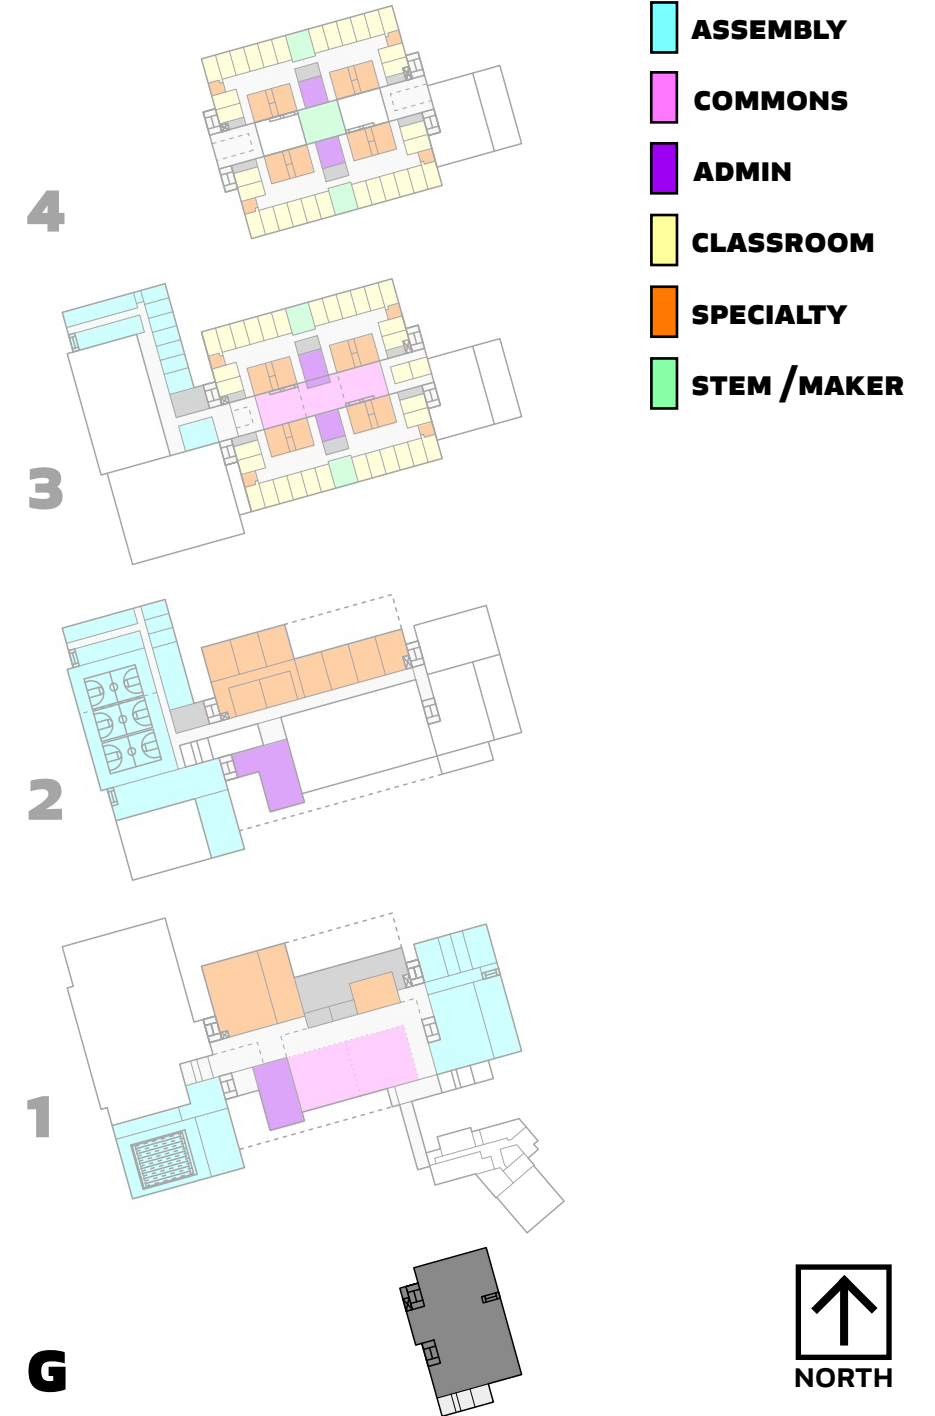 ASSEMBLY
COMMONS
ADMIN
CLASSROOM
SPECIALTY
STEM /MAKER
4
3
2
1
G
NORTH